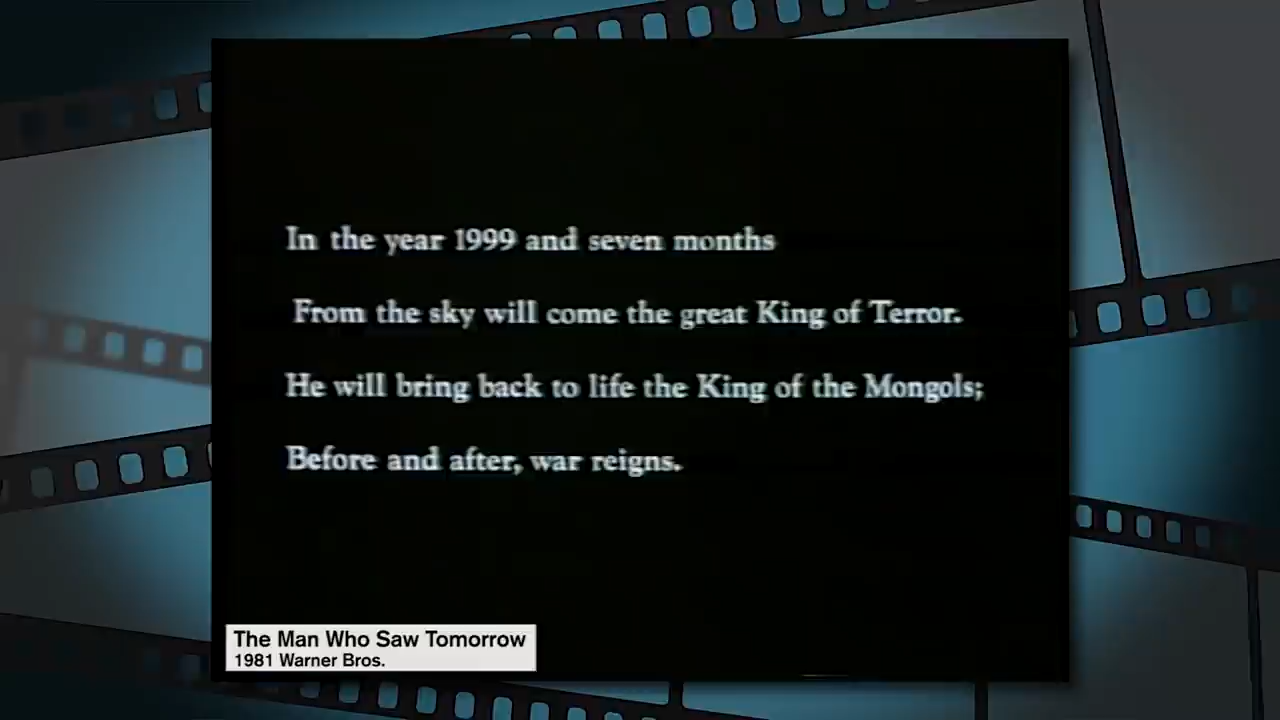 In the year 1999 and seven months
From the sky will come the great King of Terror.
He will bring back to life the King of the Mongols;
Before and after, war reigns.
The Man Who Saw Tomorrow
1981 Warner Bros.